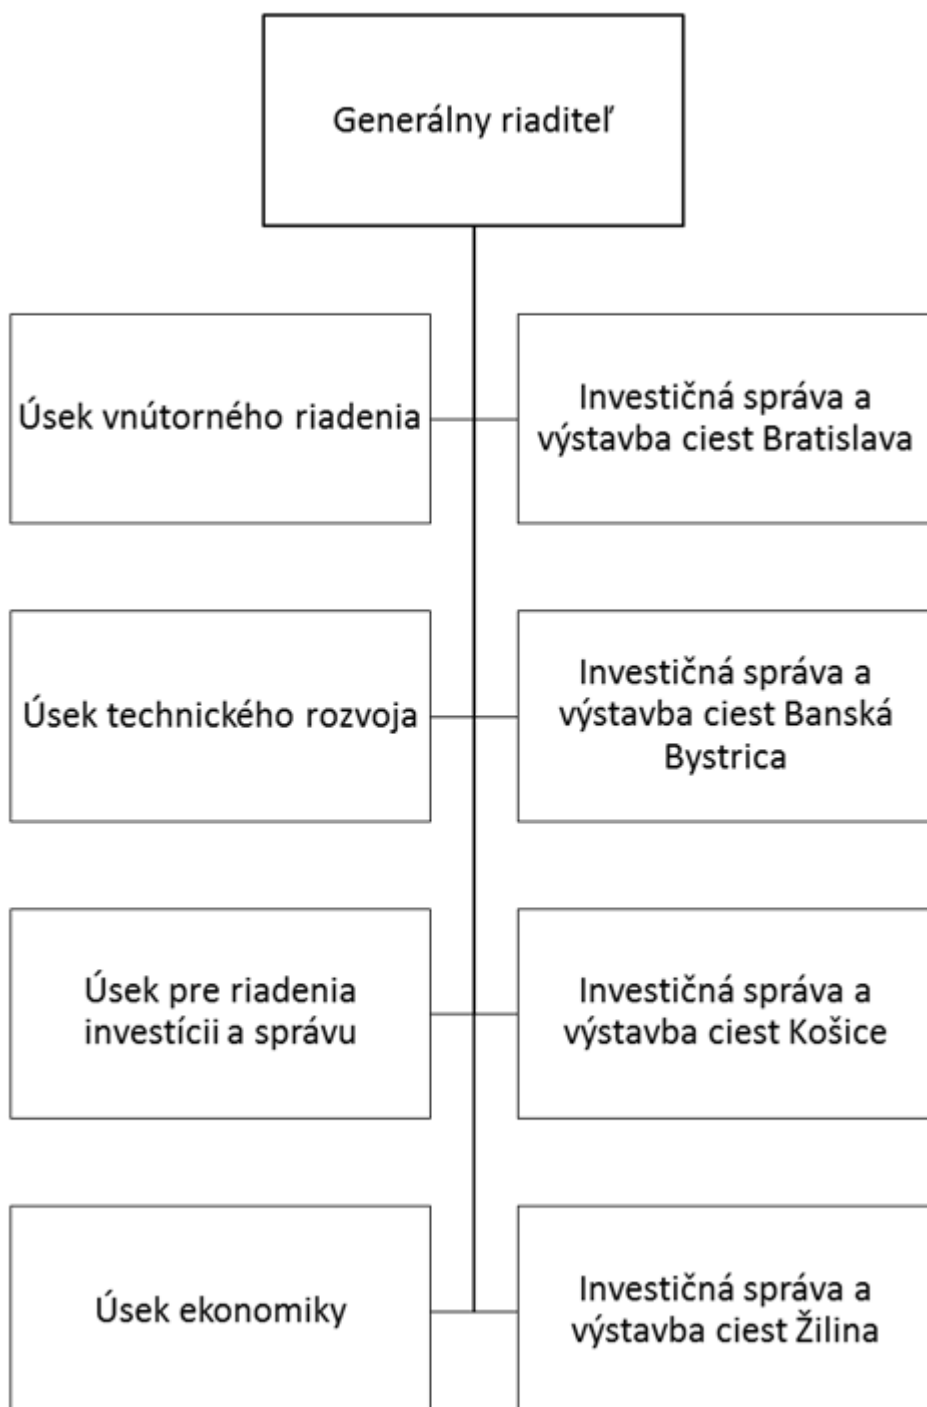 Generálny riaditeľ
Úsek vnútorného riadenia
Investičná správa a
výstavba ciest Bratislava
Úsek technického rozvoja
Investičná správa a
výstavba ciest Banská
Bystrica
Úsek pre riadenia
investícii a správu
Investičná správa a
výstavba ciest Košice
Úsek ekonomiky
Investičná správa a
výstavba ciest Žilina